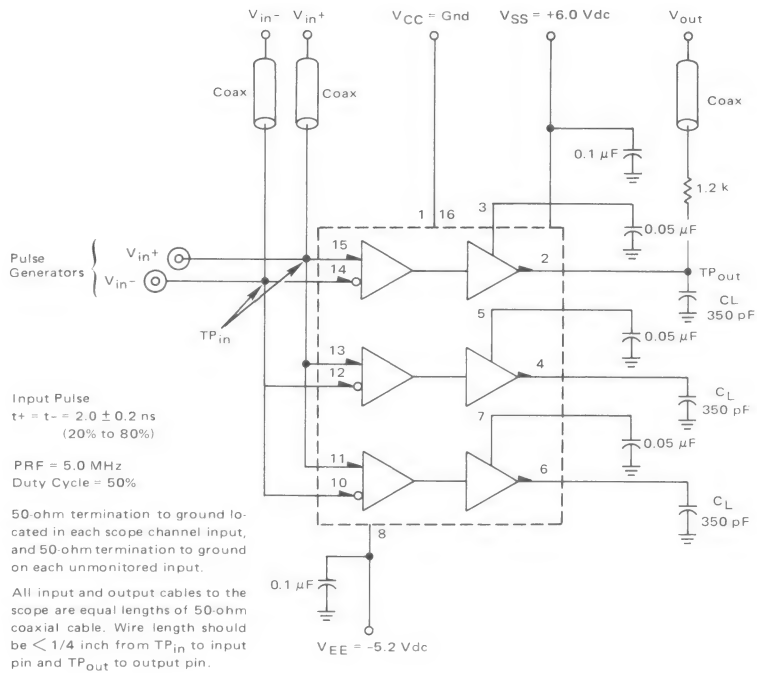 Vin- Vin+ VCC = Gnd VSS = +6.0 Vdc Vout
Coax Coax Coax
0.1 µF
1.2 k
1 16 3
0.05 µF
Pulse
Generators
Vin+
Vin-
15
14
2
TPout
CL
350 pF
TPin
5
0.05 µF
13
12
4
CL
350 pF
7
0.05 µF
11
10
6
CL
350 pF
8
0.1 µF
VEE = -5.2 Vdc
Input Pulse
t+ = t- = 2.0 ± 0.2 ns
(20% to 80%)
PRF = 5.0 MHz
Duty Cycle = 50%
50-ohm termination to ground lo-
cated in each scope channel input,
and 50-ohm termination to ground
on each unmonitored input.
All input and output cables to the
scope are equal lengths of 50-ohm
coaxial cable. Wire length should
be < 1/4 inch from TPin to input
pin and TPout to output pin.